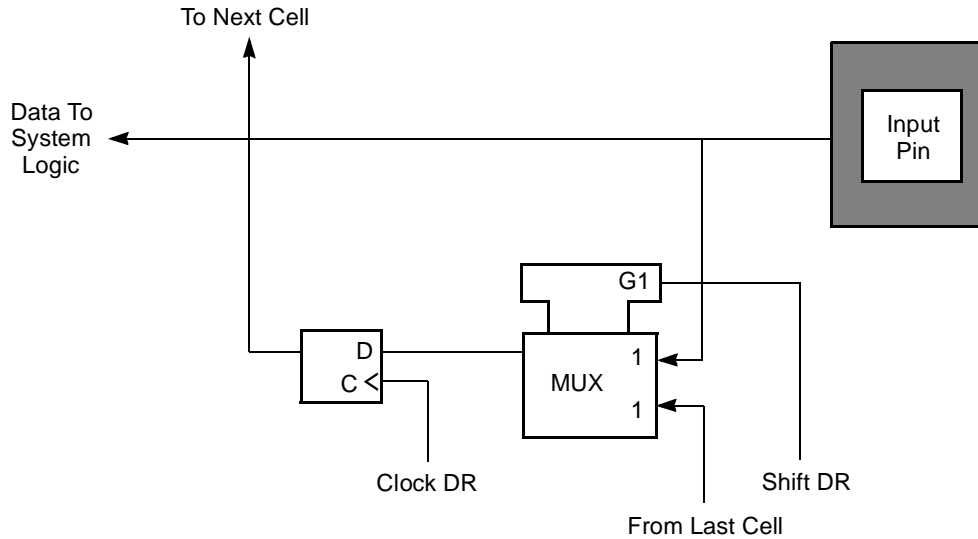 To Next Cell
Data To
System
Logic
Input
Pin
G1
D
C
MUX
1
1
Clock DR
Shift DR
From Last Cell